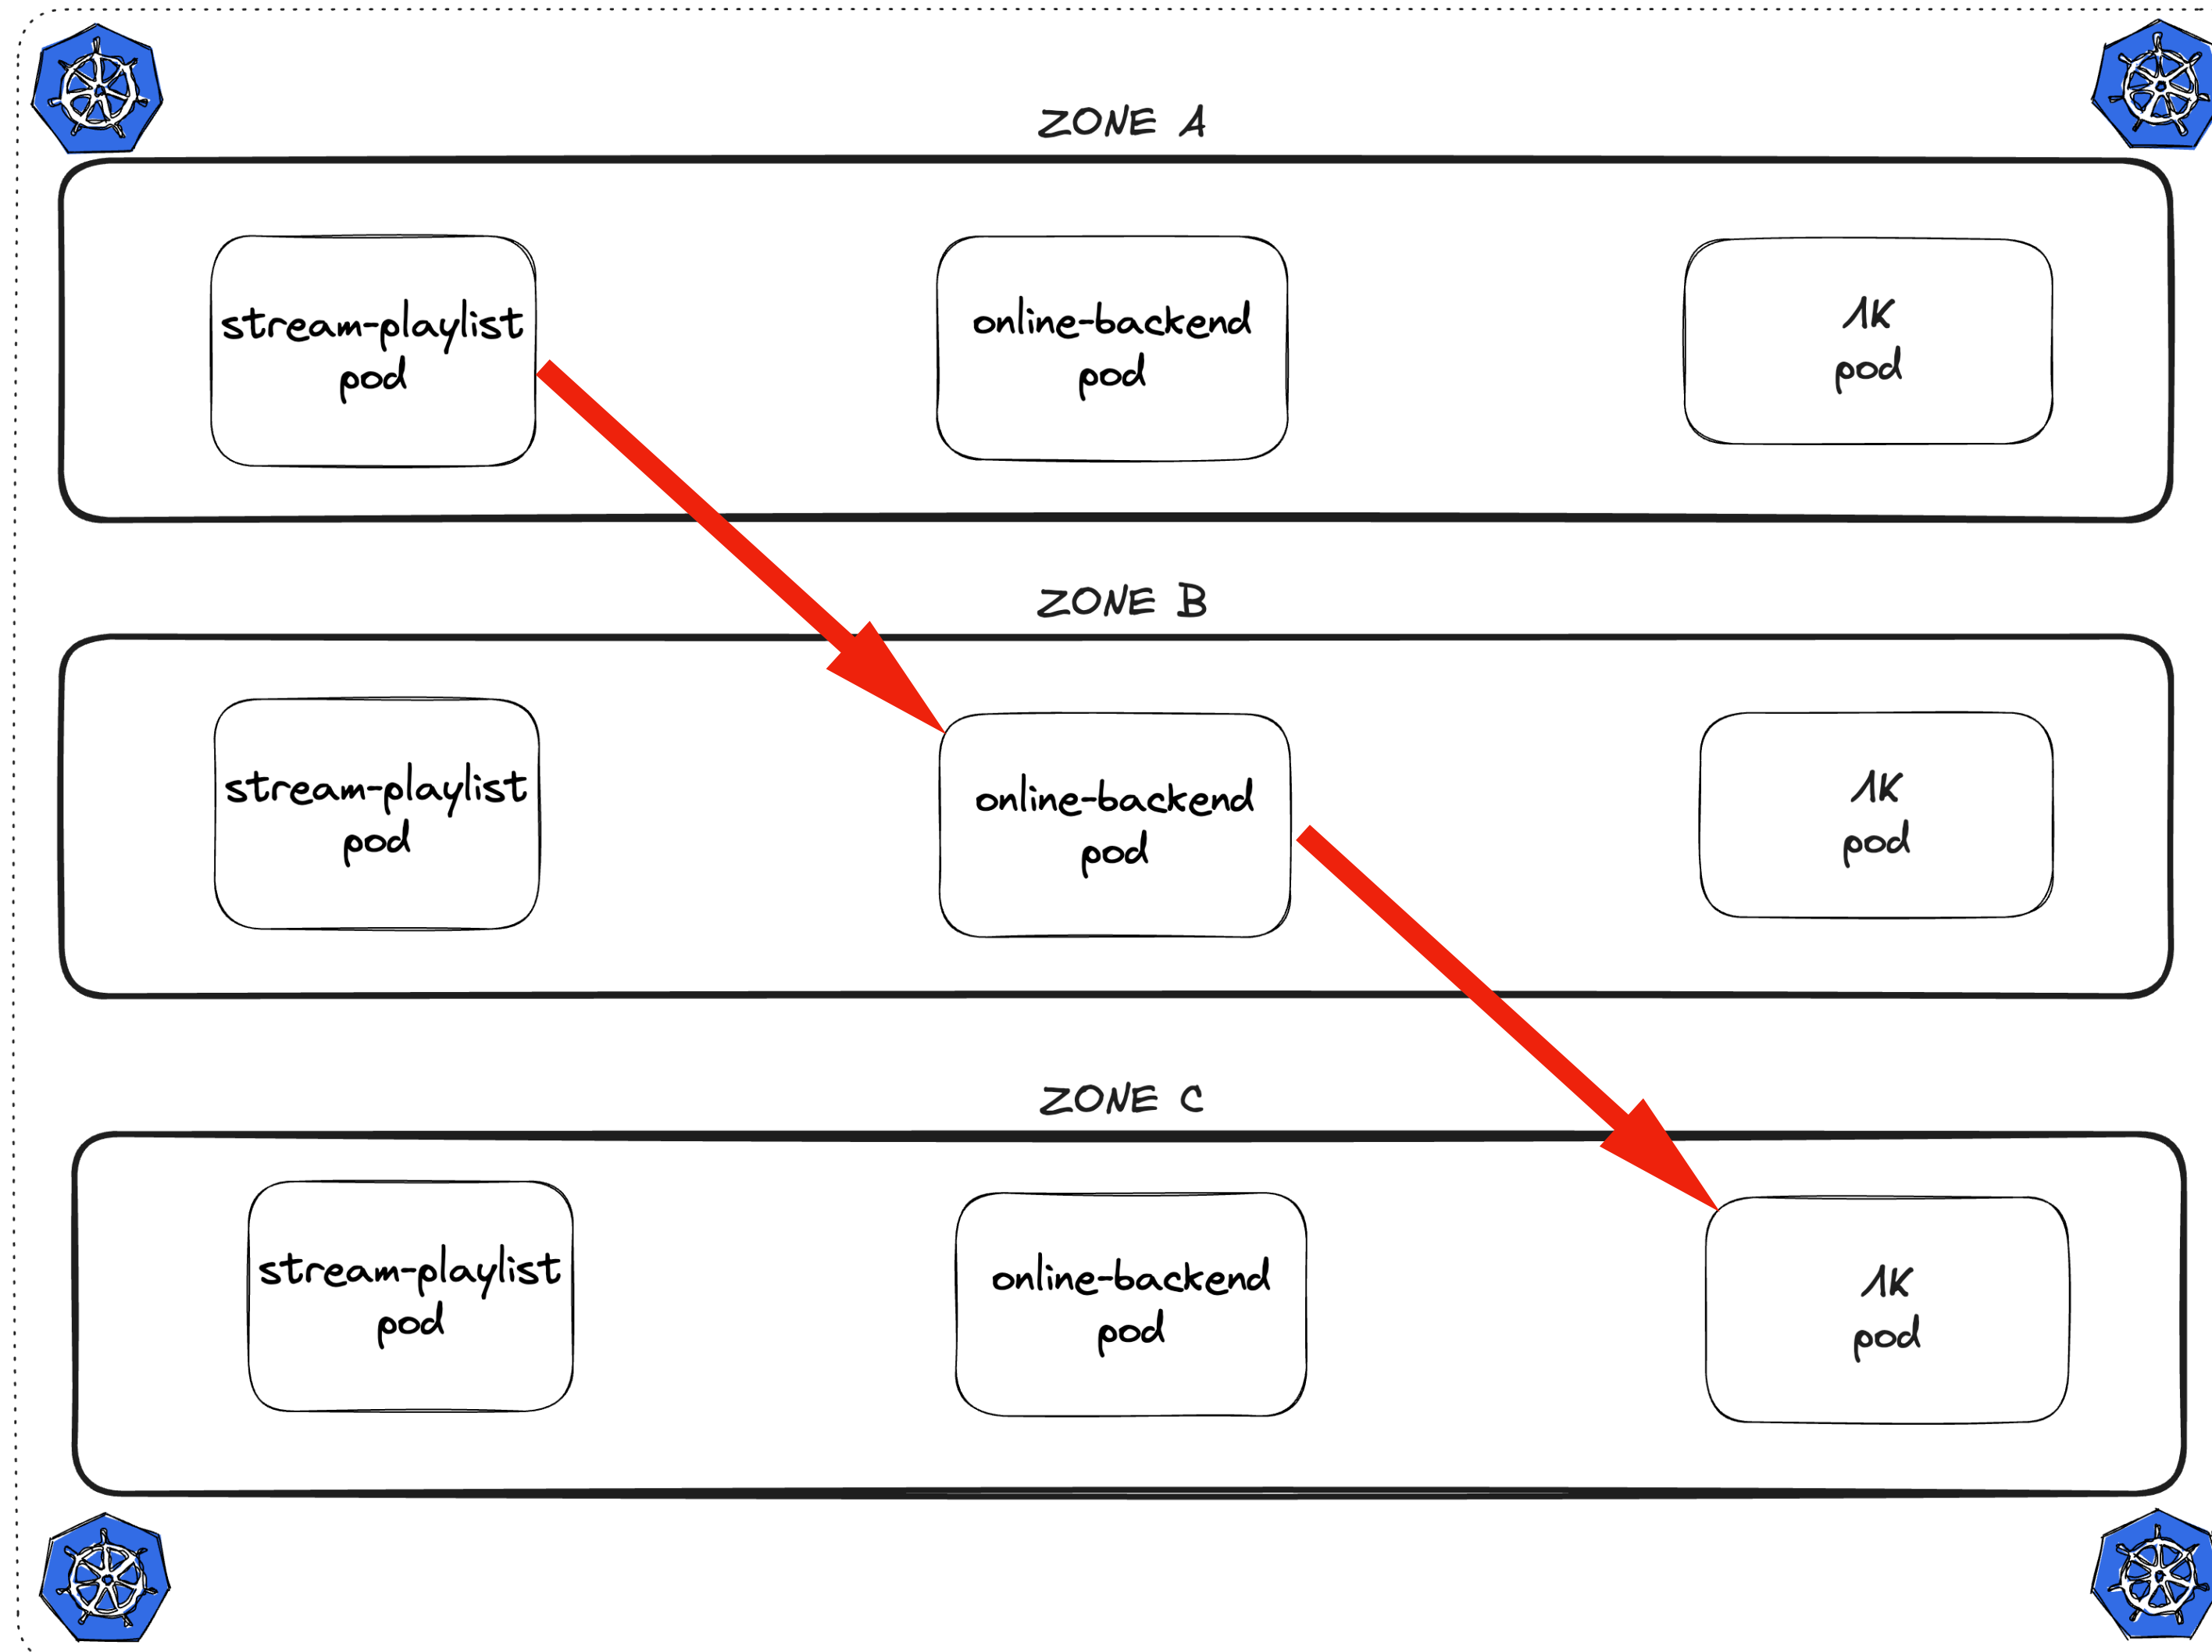 ZONE A
stream-playlist
pod
online-backend
pod
1K
pod
ZONE B
stream-playlist
pod
online-backend
pod
1K
pod
ZONE C
stream-playlist
pod
online-backend
pod
1K
pod